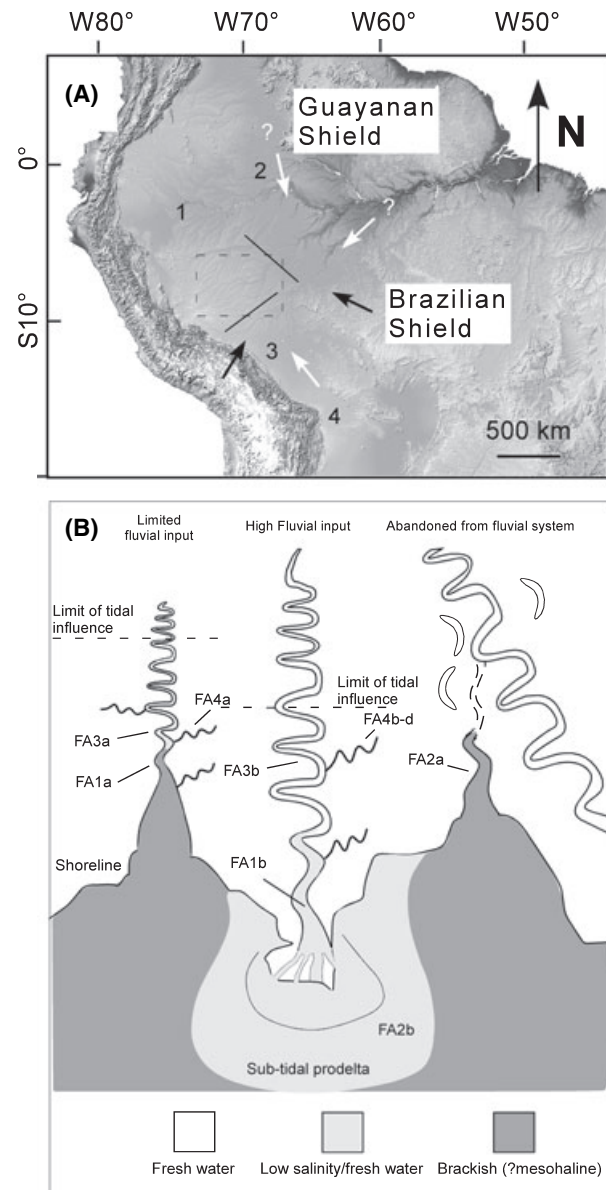 W80° W70° W60° W50°
(A)
Guayanan
Shield
N
?
2
0°
1
?
Brazilian
Shield
S10°
3
4
500 km
(B)
Limited
fluvial input
High Fluvial input
Abandoned from fluvial system
Limit of tidal
influence
Limit of tidal
influence
FA4a
FA4b-d
FA3a
FA3b
FA2a
FA1a
Shoreline
FA1b
FA2b
Sub-tidal prodelta
Fresh water
Low salinity/fresh water
Brackish (?mesohaline)